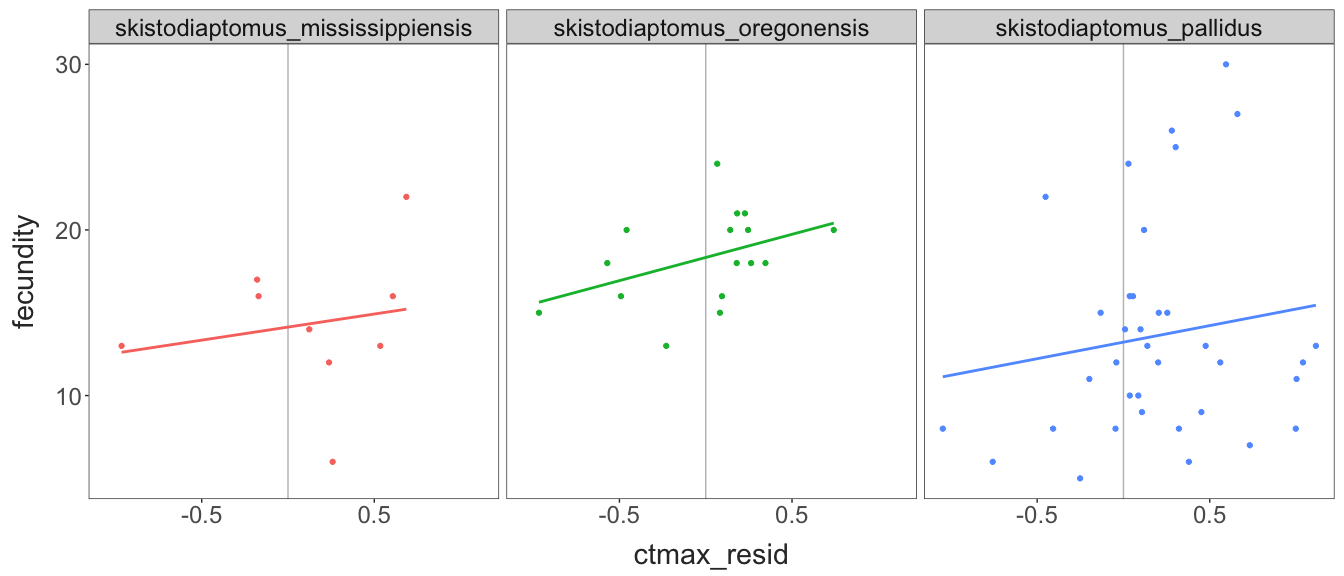 skistodiaptomus_mississippiensis
skistodiaptomus_oregonensis
skistodiaptomus_pallidus
30
20
10
fecundity
-0.5 0.5 -0.5 0.5 -0.5 0.5
ctmax_resid